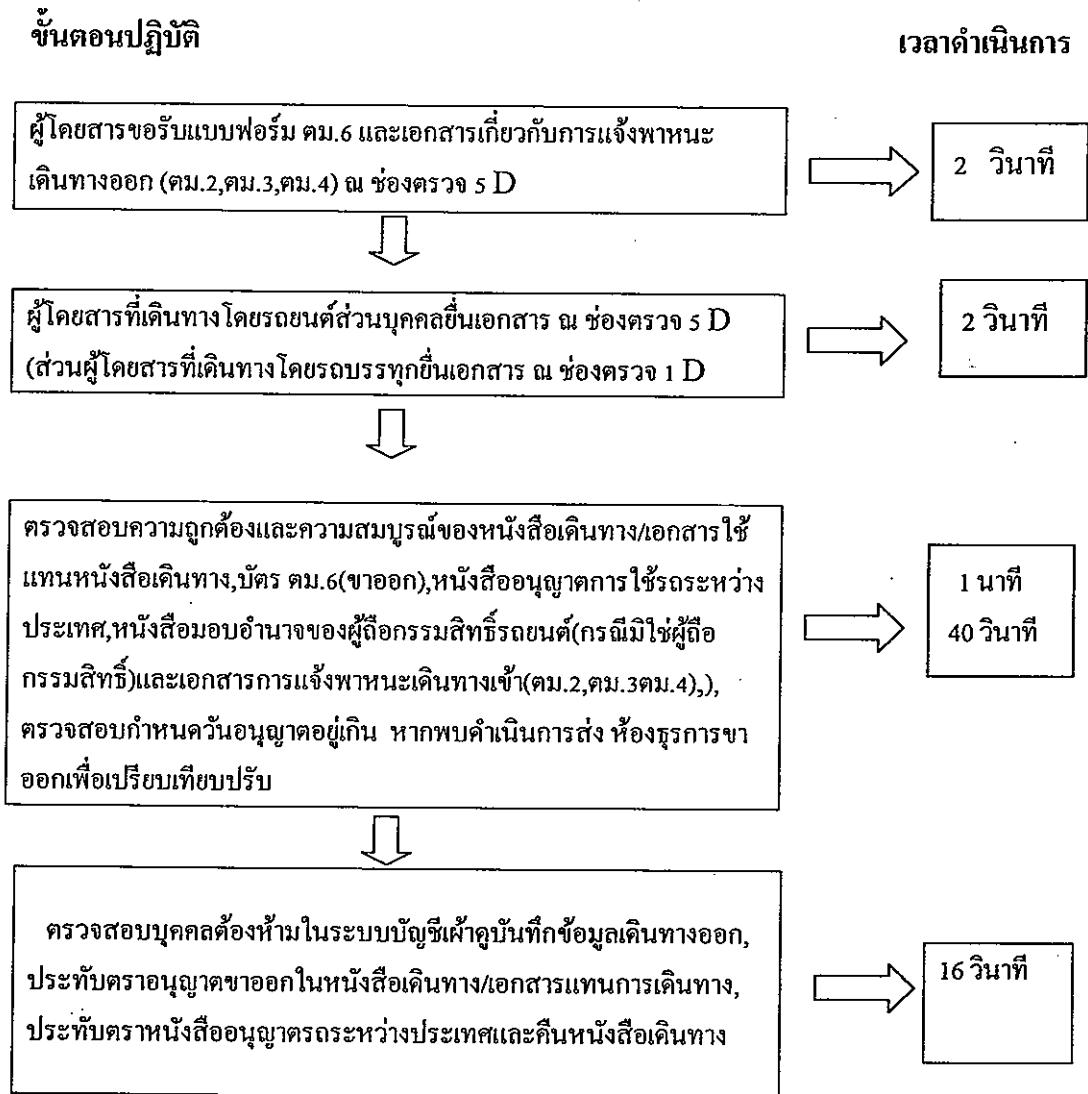 ขั้นตอนปฏิบัติ
เวลาดำเนินการ
ผู้โดยสารขอรับแบบฟอร์ม ตม.6 และเอกสารเกี่ยวกับการแจ้งพาหนะ
เดินทางออก (ตม.2,ตม.3,ตม.4) ณ ช่องตรวจ 5 D
2 วินาที
ผู้โดยสารที่เดินทางโดยรถยนต์ส่วนบุคคลยื่นเอกสาร ณ ช่องตรวจ 5 D
(ส่วนผู้โดยสารที่เดินทางโดยรถบรรทุกยื่นเอกสาร ณ ช่องตรวจ 1 D
2 วินาที
ตรวจสอบความถูกต้องและความสมบูรณ์ของหนังสือเดินทาง/เอกสารใช้
แทนหนังสือเดินทาง,บัตร ตม.6(ขาออก),หนังสืออนุญาตการใช้รถระหว่าง
ประเทศ,หนังสือมอบอำนาจของผู้ถือกรรมสิทธิ์รถยนต์(กรณีมิใช่ผู้ถือ
กรรมสิทธิ์)และเอกสารการแจ้งพาหนะเดินทางเข้า(ตม.2,ตม.3ตม.4),),
ตรวจสอบกำหนดวันอนุญาตอยู่เกิน หากพบดำเนินการส่ง ห้องธุรการขา
ออกเพื่อเปรียบเทียบปรับ
1 นาที
40 วินาที
ตรวจสอบบุคคลต้องห้ามในระบบบัญชีเฝ้าดูบันทึกข้อมูลเดินทางออก,
ประทับตราอนุญาตขาออกในหนังสือเดินทาง/เอกสารแทนการเดินทาง,
ประทับตราหนังสืออนุญาตรถระหว่างประเทศและคืนหนังสือเดินทาง
16 วินาที